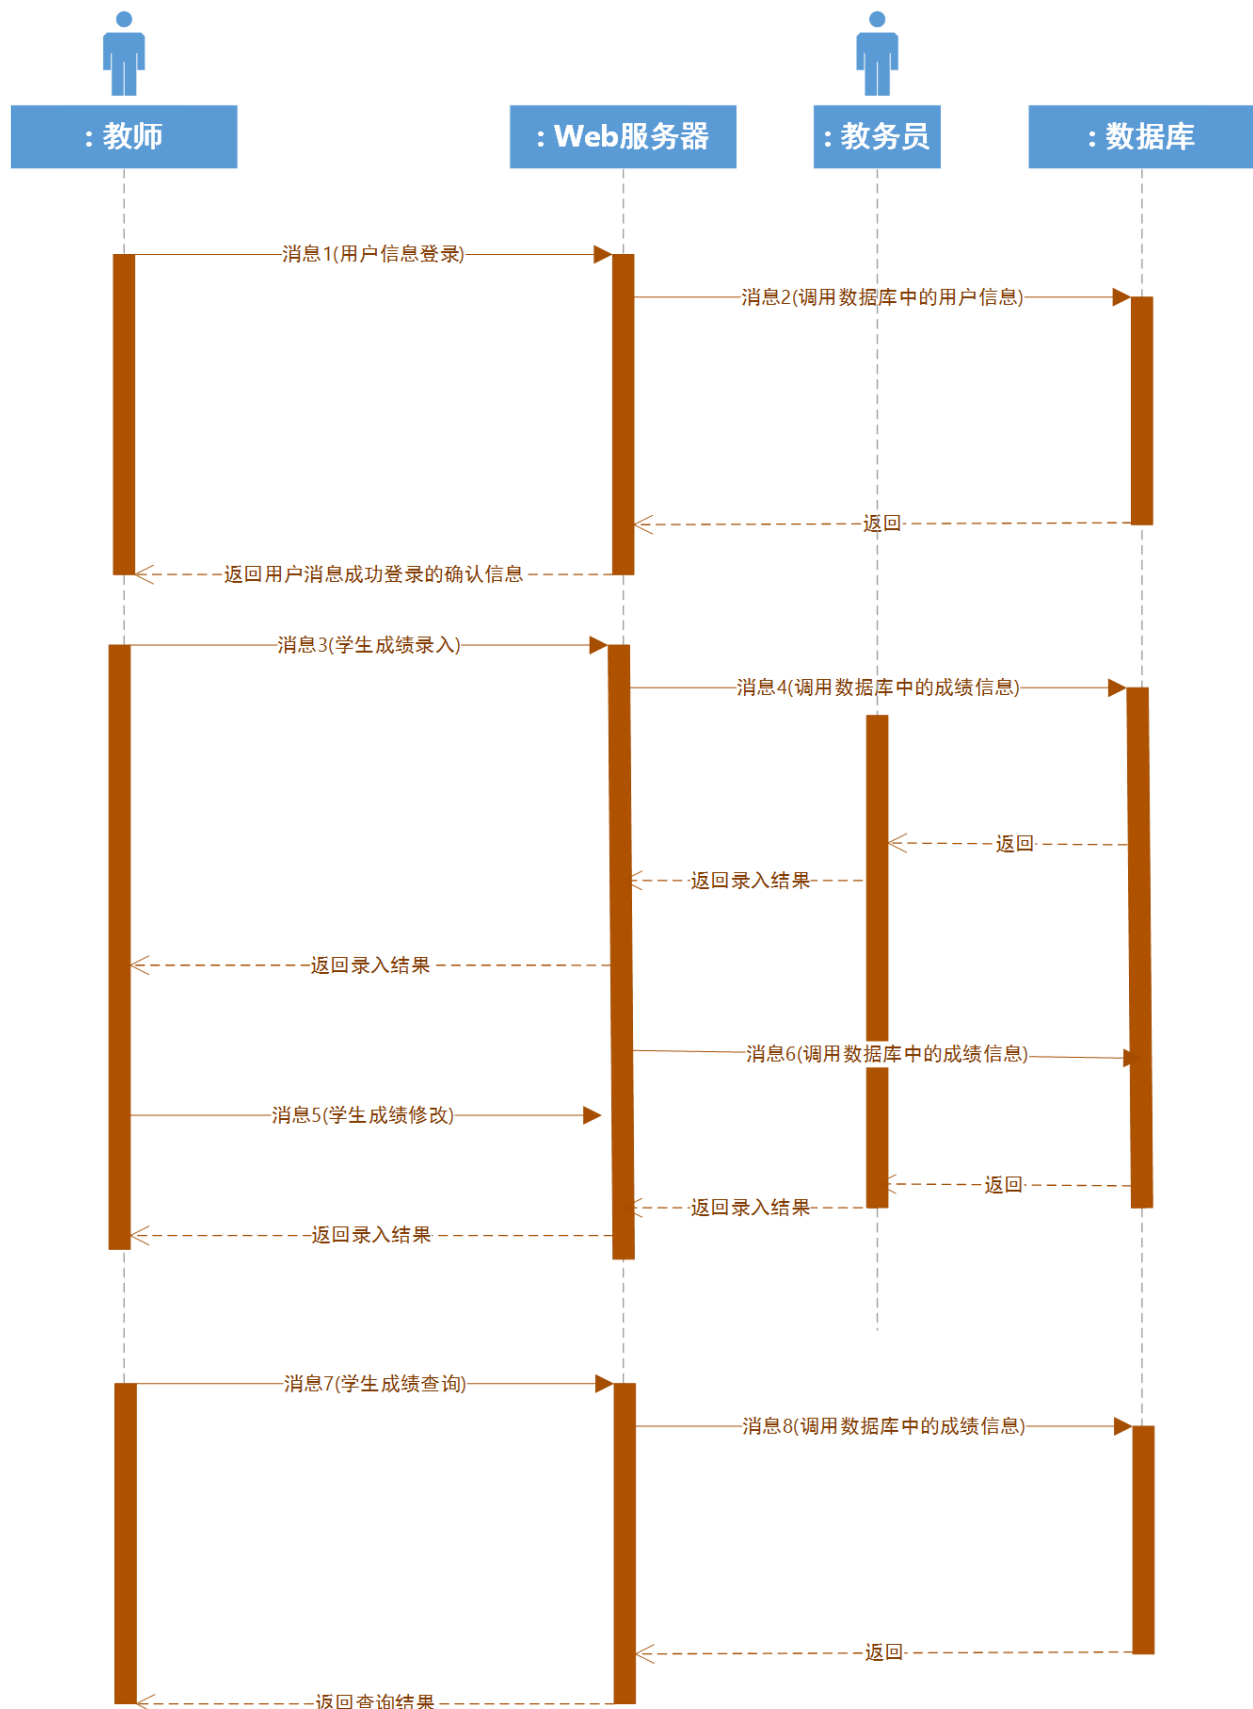 : 教师
: Web服务器
: 教务员
: 数据库
消息1(用户信息登录)
消息2(调用数据库中的用户信息)
返回
返回用户消息成功登录的确认信息
消息3(学生成绩录入)
消息4(调用数据库中的成绩信息)
返回
返回录入结果
返回录入结果
消息6(调用数据库中的成绩信息)
消息5(学生成绩修改)
返回
返回录入结果
返回录入结果
消息7(学生成绩查询)
消息8(调用数据库中的成绩信息)
返回
返回查询结果